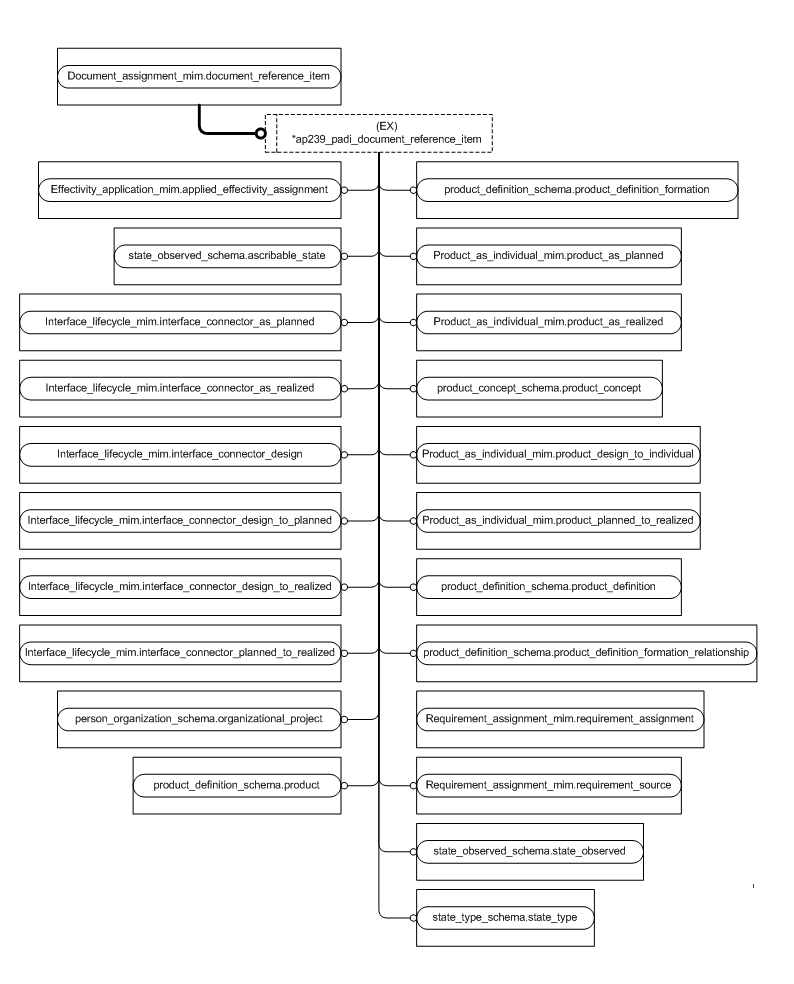 Document_assignment_mim.document_reference_item
(EX)
*ap239_padi_document_reference_item
Effectivity_application_mim.applied_effectivity_assignment
product_definition_schema.product_definition_formation
state_observed_schema.ascribable_state
Product_as_individual_mim.product_as_planned
Interface_lifecycle_mim.interface_connector_as_planned
Product_as_individual_mim.product_as_realized
Interface_lifecycle_mim.interface_connector_as_realized
product_concept_schema.product_concept
Interface_lifecycle_mim.interface_connector_design
Product_as_individual_mim.product_design_to_individual
Interface_lifecycle_mim.interface_connector_design_to_planned
Product_as_individual_mim.product_planned_to_realized
Interface_lifecycle_mim.interface_connector_design_to_realized
product_definition_schema.product_definition
Interface_lifecycle_mim.interface_connector_planned_to_realized
product_definition_schema.product_definition_formation_relationship
person_organization_schema.organizational_project
Requirement_assignment_mim.requirement_assignment
product_definition_schema.product
Requirement_assignment_mim.requirement_source
state_observed_schema.state_observed
state_type_schema.state_type